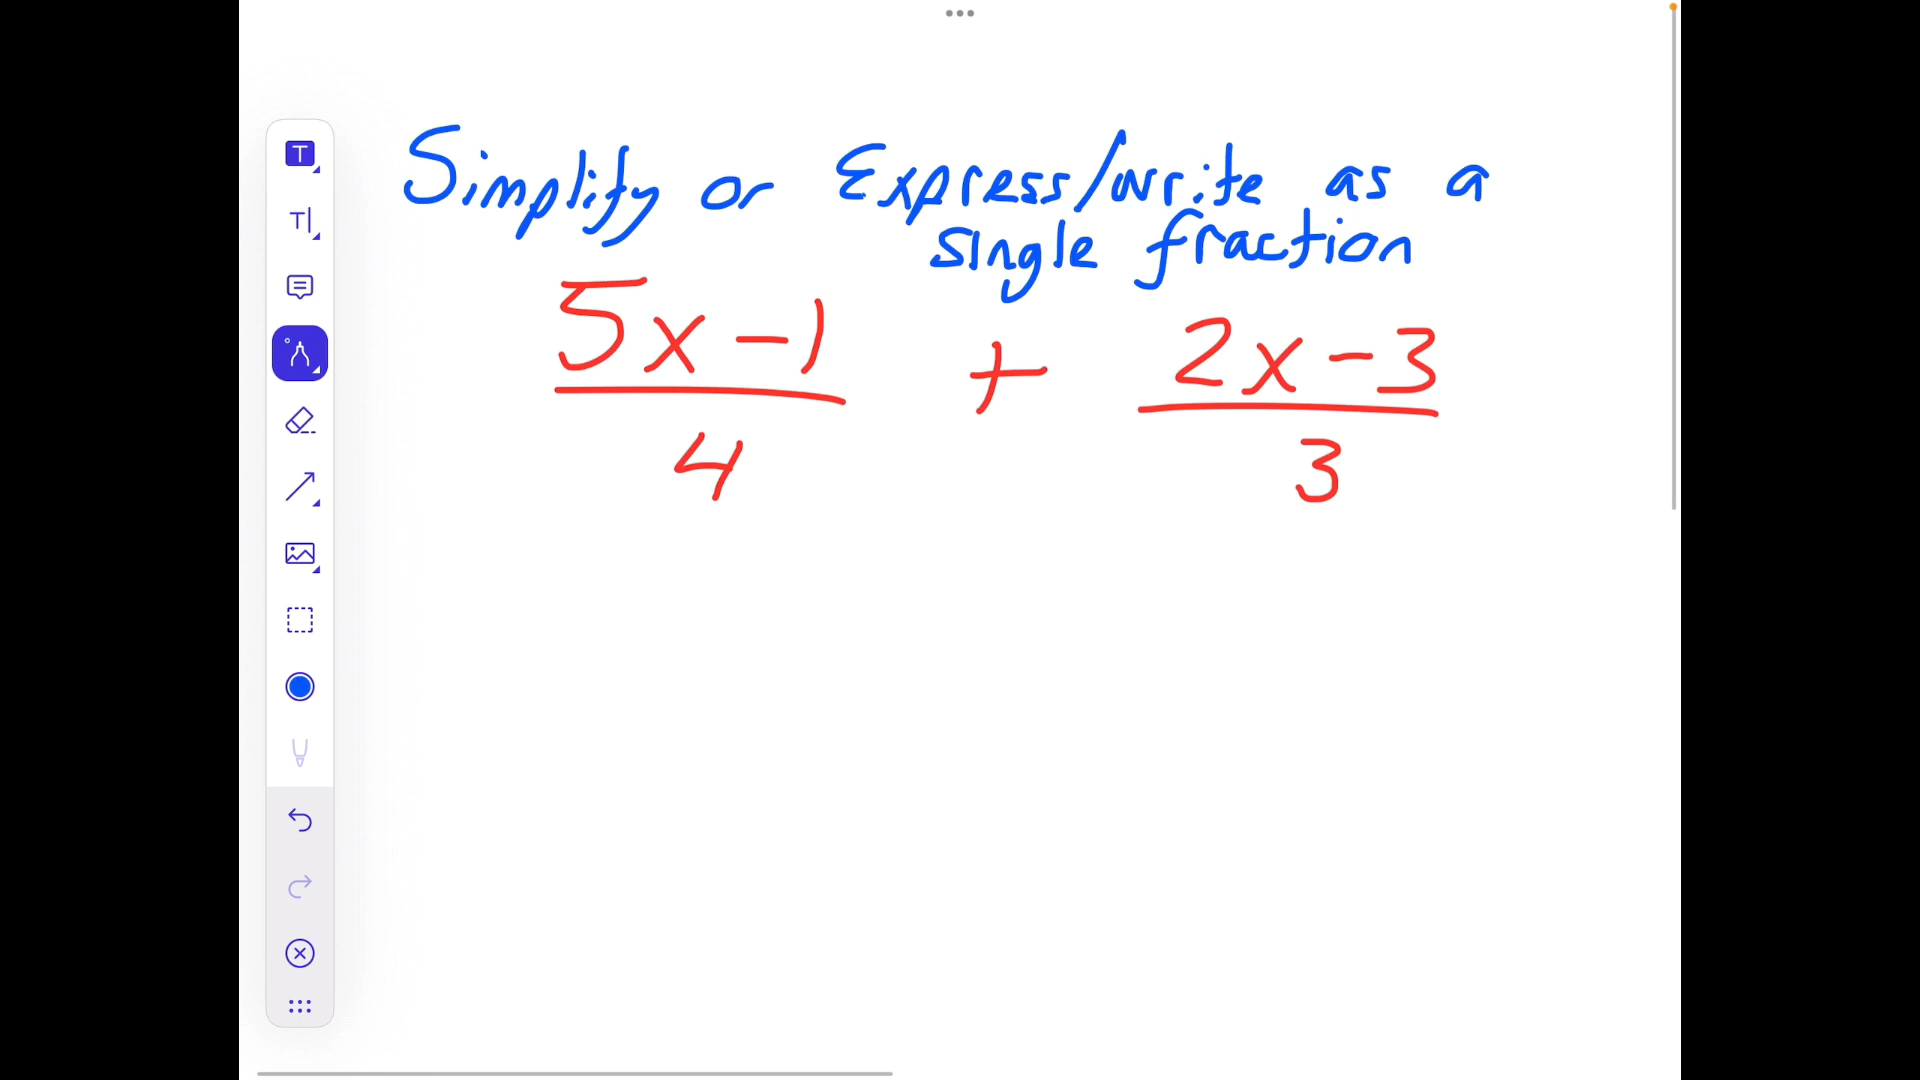 Simplify or Express/write as a
single fraction
5x-1 + 2x-3
4 3